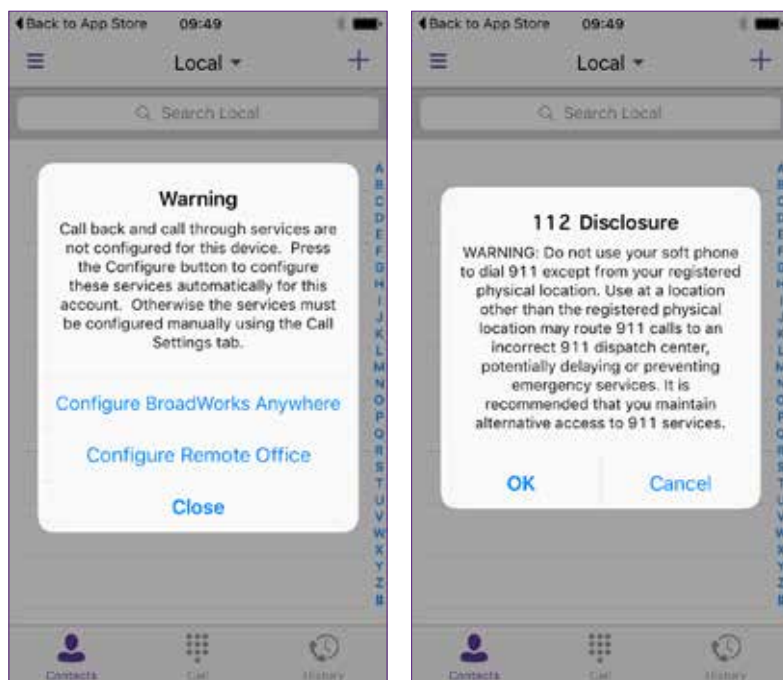 Back to App Store 09:49
Local
Search Local
Warning
Call back and call through services are
not configured for this device. Press
the Configure button to configure
these services automatically for this
account. Otherwise the services must
be configured manually using the Call
Settings tab.
Configure BroadWorks Anywhere
Configure Remote Office
Close
A
B
C
D
E
F
G
H
I
J
K
L
M
N
O
P
Q
R
S
T
U
V
W
X
Y
Z
#
Contacts Call History
Back to App Store 09:49
Local
Search Local
112 Disclosure
WARNING: Do not use your soft phone
to dial 911 except from your registered
physical location. Use at a location
other than the registered physical
location may route 911 calls to an
incorrect 911 dispatch center,
potentially delaying or preventing
emergency services. It is
recommended that you maintain
alternative access to 911 services.
OK Cancel
A
B
C
D
E
F
G
H
I
J
K
L
M
N
O
P
Q
R
S
T
U
V
W
X
Y
Z
#
Contacts Call History